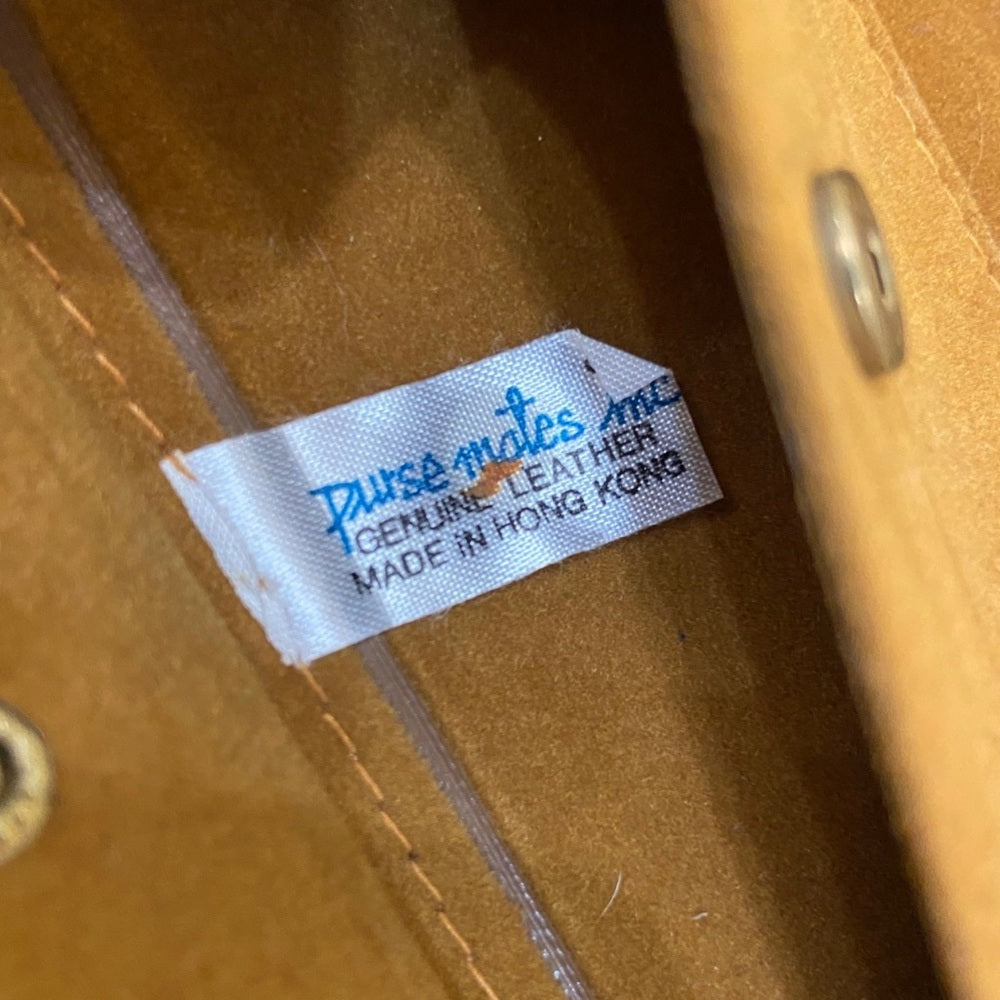 purse mates inc
GENUINE LEATHER
MADE iN HONG KONG